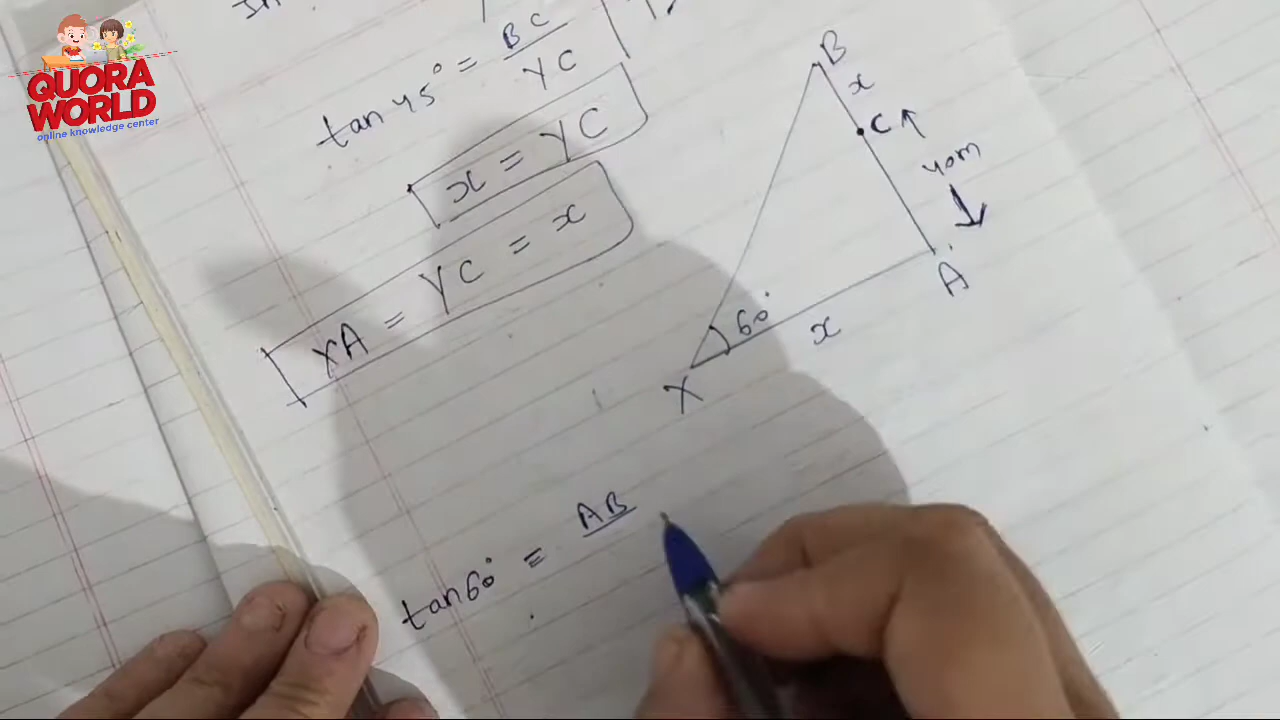 QUORA
WORLD
online knowledge center
tan 45° = BC / YC
x = YC
XA = YC = x
B
x
C
40m
A
60°
x
X
tan 60° = AB